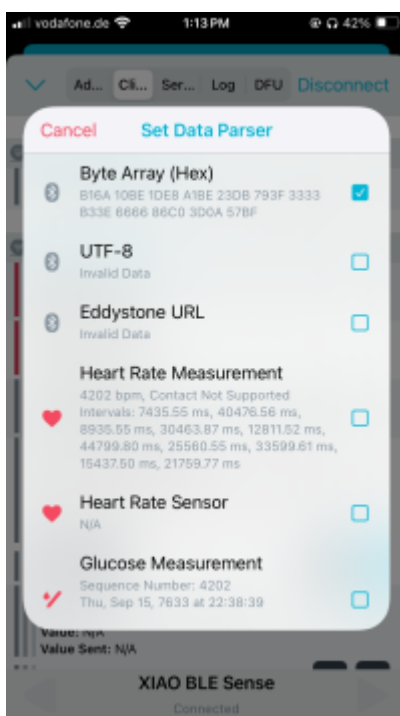 vodafone.de 1:13 PM 42%
Ad... Cli... Ser... Log DFU Disconnect
Cancel Set Data Parser
Byte Array (Hex)
B16A 10BE 1DE8 A1BE 23DB 793F 3333
B33E 6666 86C0 3D0A 57BF
UTF-8
Invalid Data
Eddystone URL
Invalid Data
Heart Rate Measurement
4202 bpm, Contact Not Supported
Intervals: 7435.55 ms, 40476.56 ms,
8935.55 ms, 30463.87 ms, 12811.52 ms,
44799.80 ms, 25560.55 ms, 33599.61 ms,
15437.50 ms, 21759.77 ms
Heart Rate Sensor
N/A
Glucose Measurement
Sequence Number: 4202
Thu, Sep 15, 7633 at 22:38:39
Value: N/A
Value Sent: N/A
XIAO BLE Sense
Connected